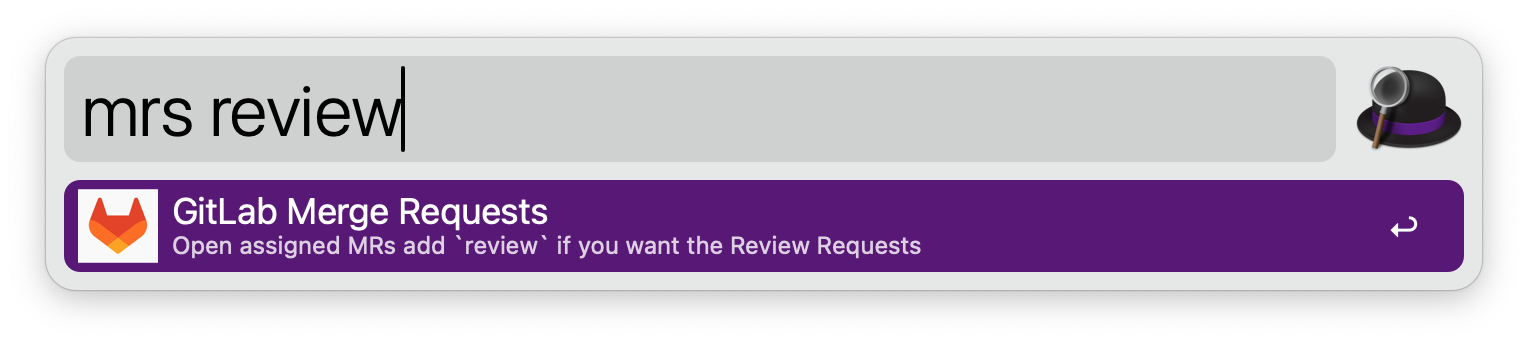 mrs review
GitLab Merge Requests
Open assigned MRs add `review` if you want the Review Requests